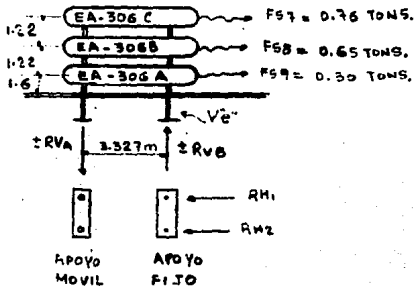 EA-306 C
FS7 = 0.76 TONS.
1.22
EA-306B
FS8 = 0.65 TONS.
1.22
EA-306 A
FS9 = 0.30 TONS.
1.6
"Ve"
±RVA
3.327m
±RVB
RH1
RH2
APOYO MOVIL
APOYO FIJO